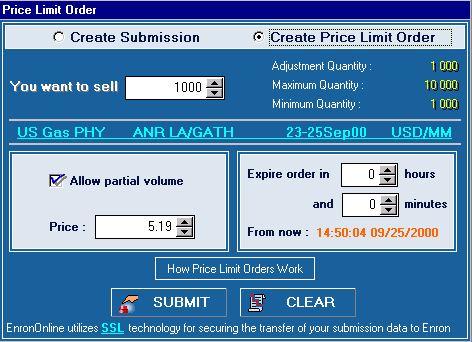 Price Limit Order
Create Submission Create Price Limit Order
Adjustment Quantity : 1 000
You want to sell 1000 Maximum Quantity : 10 000
Minimum Quantity : 1 000
US Gas PHY ANR LA/GATH 23-25Sep00 USD/MM
Allow partial volume
Price : 5.19
Expire order in 0 hours
and 0 minutes
From now : 14:50:04 09/25/2000
How Price Limit Orders Work
SUBMIT CLEAR
EnronOnline utilizes SSL technology for securing the transfer of your submission data to Enron